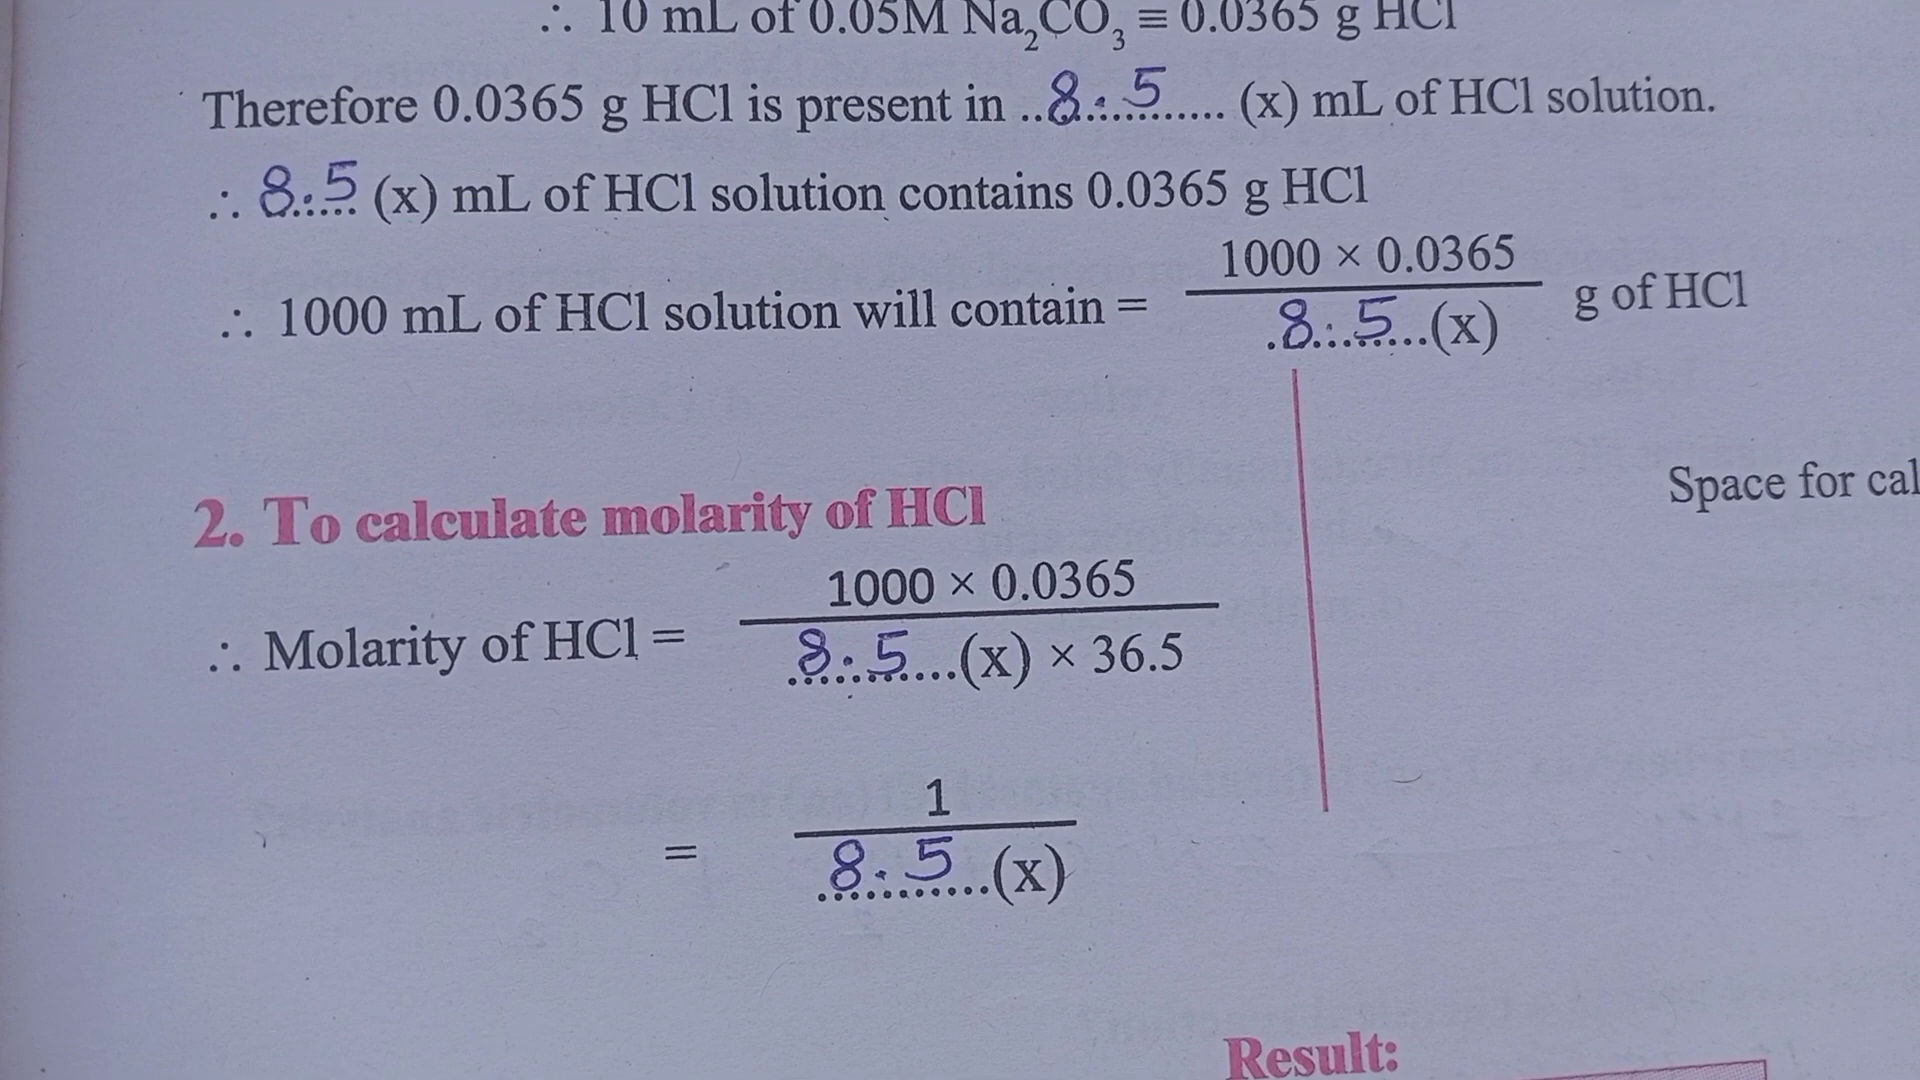 ∴ 10 mL of 0.05M Na₂CO₃ ≡ 0.0365 g HCl
Therefore 0.0365 g HCl is present in ..8.5...... (x) mL of HCl solution.
∴ 8.5 (x) mL of HCl solution contains 0.0365 g HCl
1000 × 0.0365
∴ 1000 mL of HCl solution will contain = g of HCl
8.5...(x)
Space for cal
2. To calculate molarity of HCl
1000 × 0.0365
∴ Molarity of HCl =
8.5...(x) × 36.5
1
=
8.5...(x)
Result: